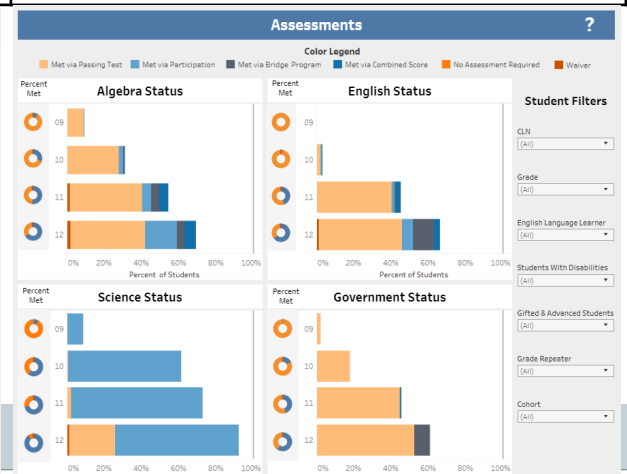 Assessments ?
Color Legend
Met via Passing Test Met via Participation Met via Bridge Program Met via Combined Score No Assessment Required Waiver
Percent Met
Algebra Status
09
10
11
12
0% 20% 40% 60% 80% 100%
Percent of Students
Percent Met
English Status
09
10
11
12
0% 20% 40% 60% 80% 100%
Percent of Students
Percent Met
Science Status
09
10
11
12
0% 20% 40% 60% 80% 100%
Percent Met
Government Status
09
10
11
12
0% 20% 40% 60% 80% 100%
Student Filters
CLN
(All)
Grade
(All)
English Language Learner
(All)
Students With Disabilities
(All)
Gifted & Advanced Students
(All)
Grade Repeater
(All)
Cohort
(All)